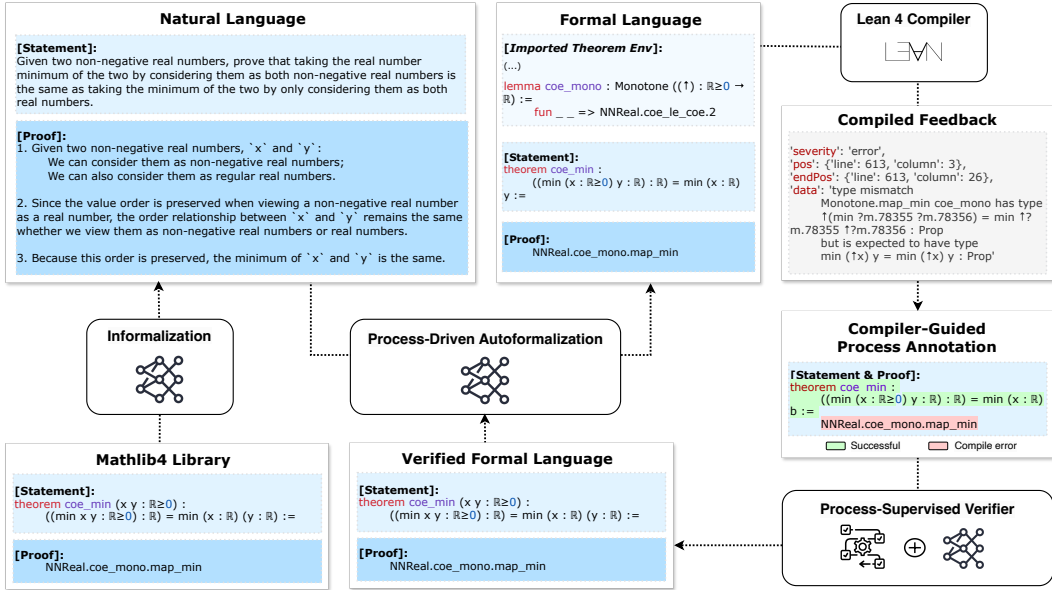 Natural Language
[Statement]:
Given two non-negative real numbers, prove that taking the real number
minimum of the two by considering them as both non-negative real numbers is
the same as taking the minimum of the two by only considering them as both
real numbers.
[Proof]:
1. Given two non-negative real numbers, `x` and `y`:
We can consider them as non-negative real numbers;
We can also consider them as regular real numbers.
2. Since the value order is preserved when viewing a non-negative real number
as a real number, the order relationship between `x` and `y` remains the same
whether we view them as non-negative real numbers or real numbers.
3. Because this order is preserved, the minimum of `x` and `y` is the same.
Formal Language
[Imported Theorem Env]:
(...)
lemma coe_mono : Monotone ((↑) : ℝ≥0 →
ℝ) :=
fun _ _ => NNReal.coe_le_coe.2
[Statement]:
theorem coe_min :
((min (x : ℝ≥0) y : ℝ) : ℝ) = min (x : ℝ)
y :=
[Proof]:
NNReal.coe_mono.map_min
Lean 4 Compiler
L∃∀N
Compiled Feedback
'severity': 'error',
'pos': {'line': 613, 'column': 3},
'endPos': {'line': 613, 'column': 26},
'data': 'type mismatch
Monotone.map_min coe_mono has type
↑(min ?m.78355 ?m.78356) = min ↑?
m.78355 ↑?m.78356 : Prop
but is expected to have type
min (↑x) y = min (↑x) y : Prop'
Informalization
Process-Driven Autoformalization
Compiler-Guided
Process Annotation
[Statement & Proof]:
theorem coe_min :
((min (x : ℝ≥0) y : ℝ) : ℝ) = min (x : ℝ)
b :=
NNReal.coe_mono.map_min
Successful
Compile error
Mathlib4 Library
[Statement]:
theorem coe_min (x y : ℝ≥0) :
((min x y : ℝ≥0) : ℝ) = min (x : ℝ) (y : ℝ) :=
[Proof]:
NNReal.coe_mono.map_min
Verified Formal Language
[Statement]:
theorem coe_min (x y : ℝ≥0) :
((min x y : ℝ≥0) : ℝ) = min (x : ℝ) (y : ℝ) :=
[Proof]:
NNReal.coe_mono.map_min
Process-Supervised Verifier